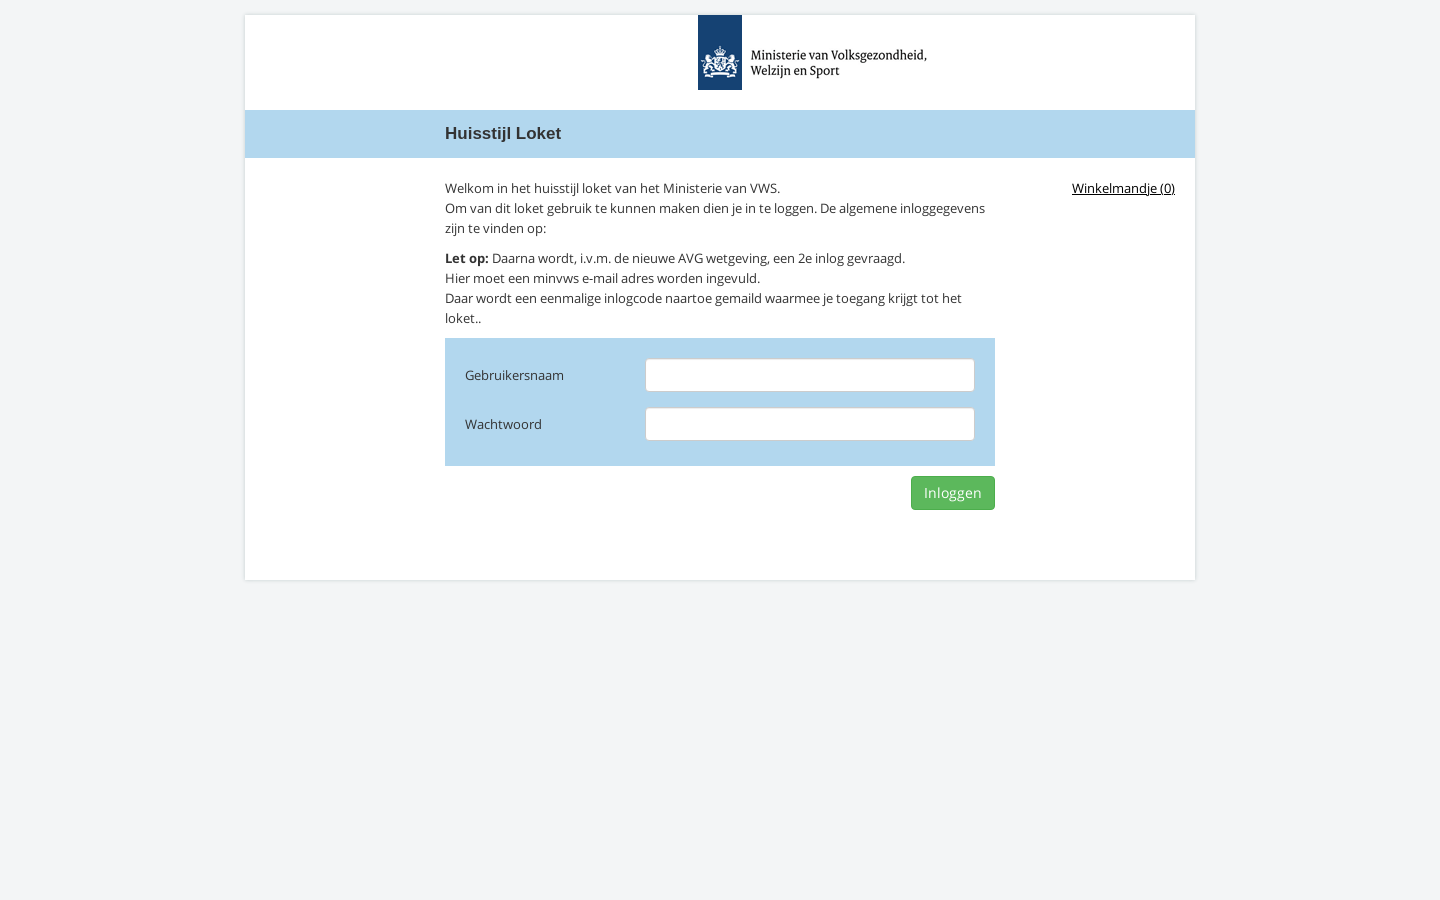 Ministerie van Volksgezondheid,
Welzijn en Sport
Huisstijl Loket
Welkom in het huisstijl loket van het Ministerie van VWS.
Om van dit loket gebruik te kunnen maken dien je in te loggen. De algemene inloggegevens
zijn te vinden op:
Winkelmandje (0)
Let op: Daarna wordt, i.v.m. de nieuwe AVG wetgeving, een 2e inlog gevraagd.
Hier moet een minvws e-mail adres worden ingevuld.
Daar wordt een eenmalige inlogcode naartoe gemaild waarmee je toegang krijgt tot het
loket..
Gebruikersnaam
Wachtwoord
Inloggen